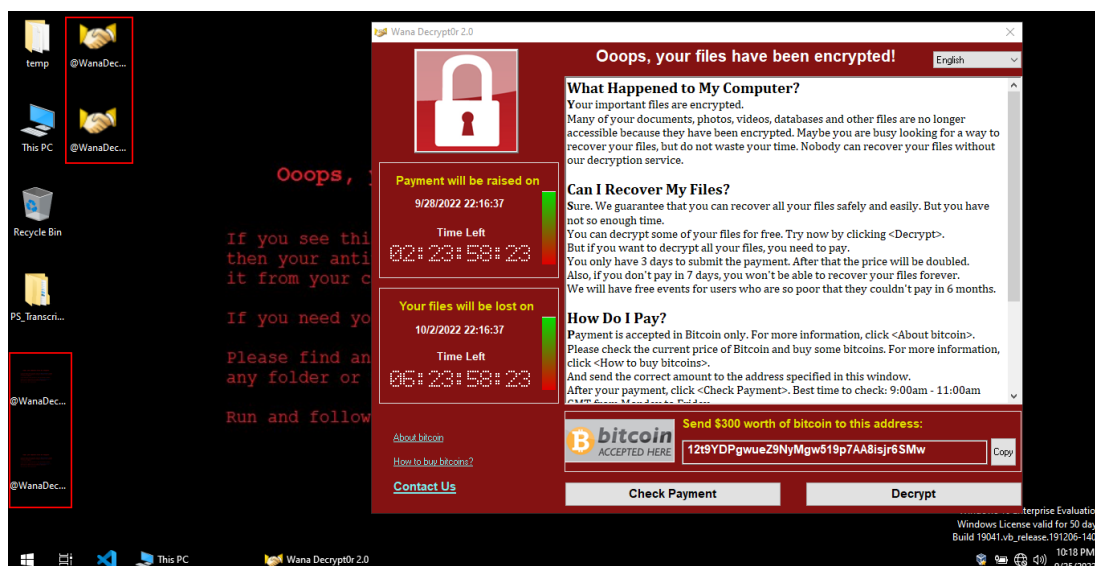 temp
@WanaDec...
This PC
@WanaDec...
Recycle Bin
PS_Transcri...
@WanaDec...
@WanaDec...
Ooops,
If you see thi
then your anti
it from your c
If you need yo
Please find an
any folder or
Run and follow
Wana Decrypt0r 2.0
Ooops, your files have been encrypted!
English
Payment will be raised on
9/28/2022 22:16:37
Time Left
02:23:58:23
Your files will be lost on
10/2/2022 22:16:37
Time Left
06:23:58:23
About bitcoin
How to buy bitcoins?
Contact Us
What Happened to My Computer?
Your important files are encrypted.
Many of your documents, photos, videos, databases and other files are no longer
accessible because they have been encrypted. Maybe you are busy looking for a way to
recover your files, but do not waste your time. Nobody can recover your files without
our decryption service.
Can I Recover My Files?
Sure. We guarantee that you can recover all your files safely and easily. But you have
not so enough time.
You can decrypt some of your files for free. Try now by clicking <Decrypt>.
But if you want to decrypt all your files, you need to pay.
You only have 3 days to submit the payment. After that the price will be doubled.
Also, if you don't pay in 7 days, you won't be able to recover your files forever.
We will have free events for users who are so poor that they couldn't pay in 6 months.
How Do I Pay?
Payment is accepted in Bitcoin only. For more information, click <About bitcoin>.
Please check the current price of Bitcoin and buy some bitcoins. For more information,
click <How to buy bitcoins>.
And send the correct amount to the address specified in this window.
After your payment, click <Check Payment>. Best time to check: 9:00am - 11:00am
GMT from Monday to Friday.
bitcoin
ACCEPTED HERE
Send $300 worth of bitcoin to this address:
12t9YDPgwueZ9NyMgw519p7AA8isjr6SMw
Copy
Check Payment
Decrypt
terprise Evaluatio
Windows License valid for 50 day
Build 19041.vb_release.191206-140
This PC
Wana Decrypt0r 2.0
10:18 PM